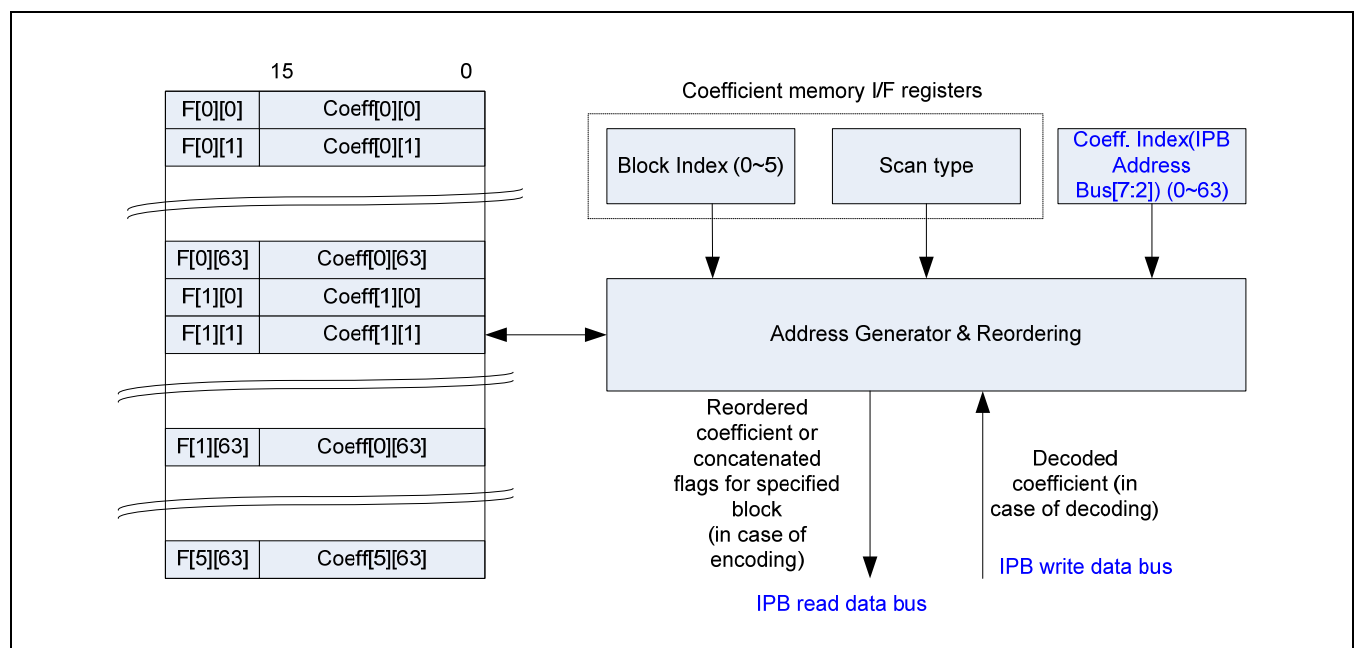 15 0
F[0][0] Coeff[0][0]
F[0][1] Coeff[0][1]
F[0][63] Coeff[0][63]
F[1][0] Coeff[1][0]
F[1][1] Coeff[1][1]
F[1][63] Coeff[0][63]
F[5][63] Coeff[5][63]
Coefficient memory I/F registers
Block Index (0~5)
Scan type
Coeff. Index(IPB
Address
Bus[7:2]) (0~63)
Address Generator & Reordering
Reordered
coefficient or
concatenated
flags for specified
block
(in case of
encoding)
IPB read data bus
Decoded
coefficient (in
case of decoding)
IPB write data bus